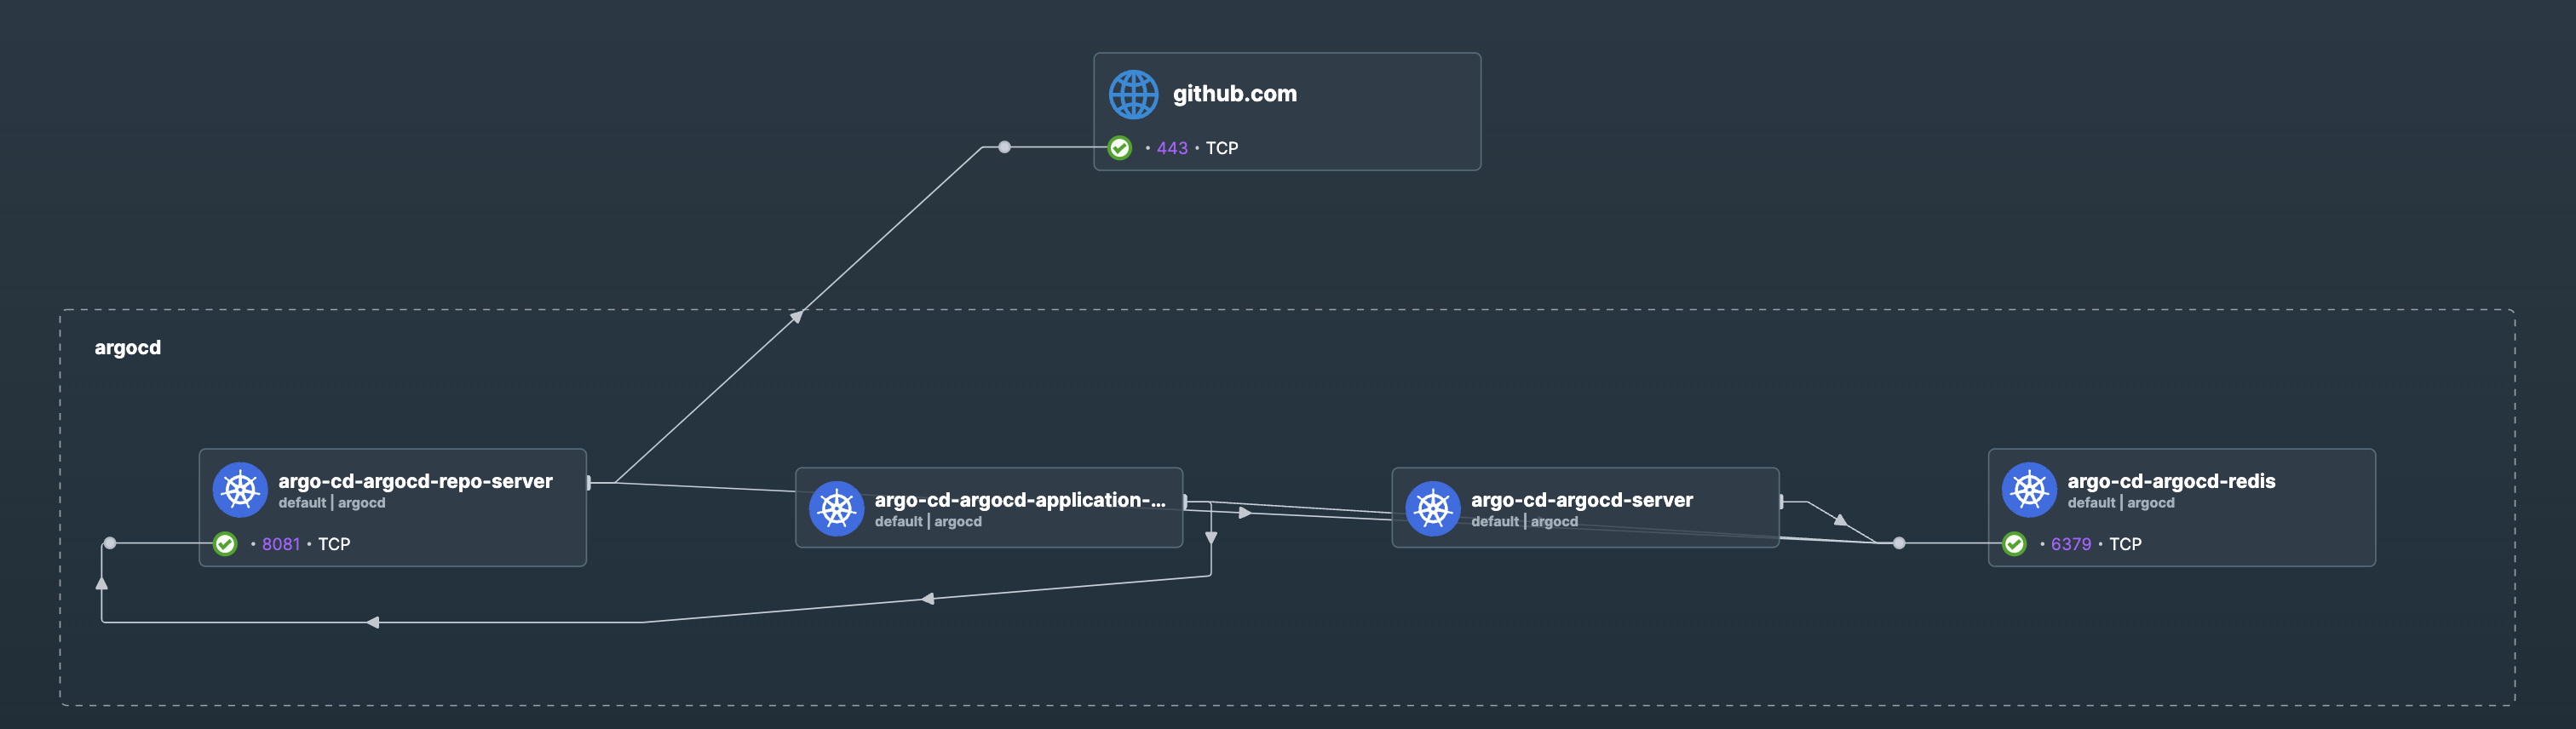 github.com
· 443 · TCP
argocd
argo-cd-argocd-repo-server
default | argocd
· 8081 · TCP
argo-cd-argocd-application-...
default | argocd
argo-cd-argocd-server
default | argocd
argo-cd-argocd-redis
default | argocd
· 6379 · TCP